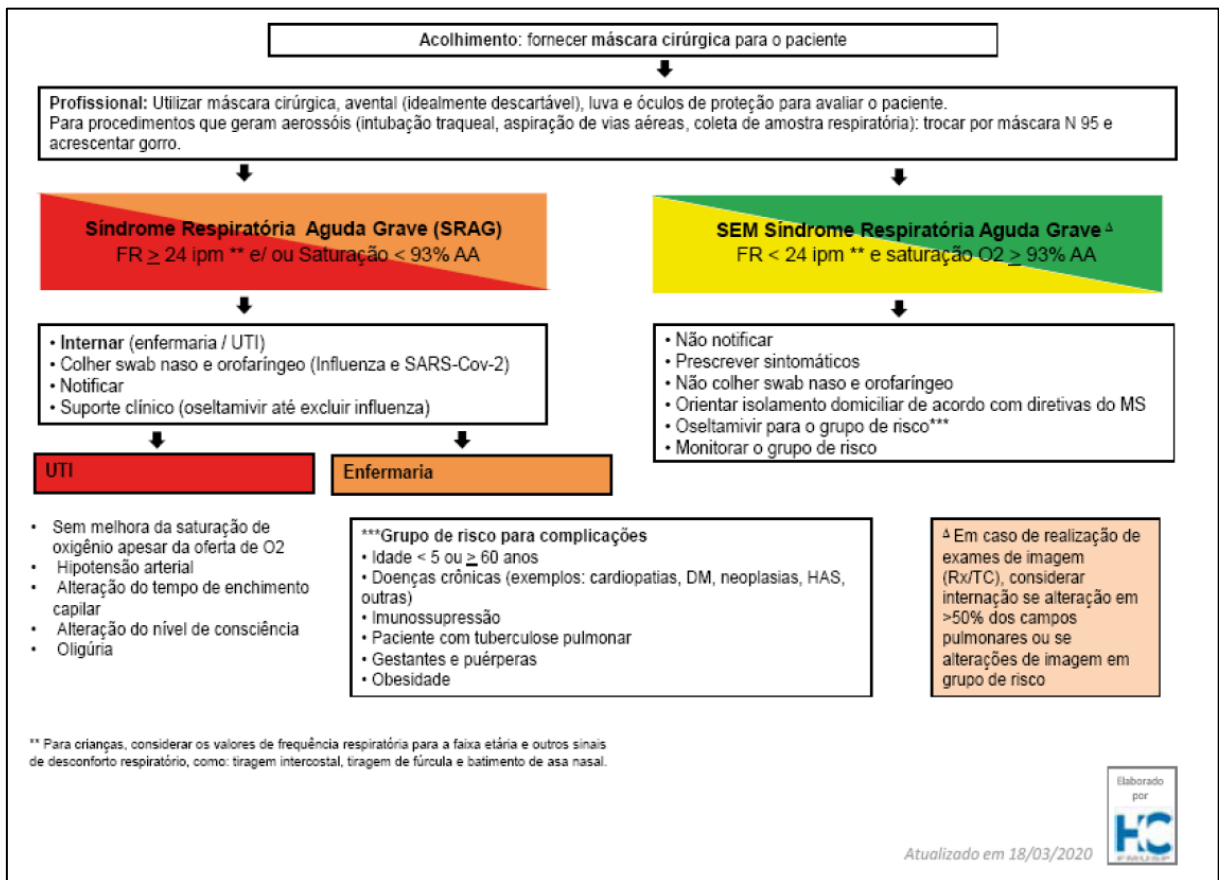 Acolhimento: fornecer máscara cirúrgica para o paciente
Profissional: Utilizar máscara cirúrgica, avental (idealmente descartável), luva e óculos de proteção para avaliar o paciente.
Para procedimentos que geram aerossóis (intubação traqueal, aspiração de vias aéreas, coleta de amostra respiratória): trocar por máscara N 95 e
acrescentar gorro.
Síndrome Respiratória Aguda Grave (SRAG)
FR ≥ 24 ipm ** e/ ou Saturação < 93% AA
• Internar (enfermaria / UTI)
• Colher swab naso e orofaríngeo (Influenza e SARS-Cov-2)
• Notificar
• Suporte clínico (oseltamivir até excluir influenza)
SEM Síndrome Respiratória Aguda Grave Δ
FR < 24 ipm ** e saturação O2 ≥ 93% AA
• Não notificar
• Prescrever sintomáticos
• Não colher swab naso e orofaríngeo
• Orientar isolamento domiciliar de acordo com diretivas do MS
• Oseltamivir para o grupo de risco***
• Monitorar o grupo de risco
UTI
• Sem melhora da saturação de
oxigênio apesar da oferta de O2
• Hipotensão arterial
• Alteração do tempo de enchimento
capilar
• Alteração do nível de consciência
• Oligúria
Enfermaria
***Grupo de risco para complicações
• Idade < 5 ou ≥ 60 anos
• Doenças crônicas (exemplos: cardiopatias, DM, neoplasias, HAS,
outras)
• Imunossupressão
• Paciente com tuberculose pulmonar
• Gestantes e puérperas
• Obesidade
Δ Em caso de realização de
exames de imagem
(Rx/TC), considerar
internação se alteração em
>50% dos campos
pulmonares ou se
alterações de imagem em
grupo de risco
** Para crianças, considerar os valores de frequência respiratória para a faixa etária e outros sinais
de desconforto respiratório, como: tiragem intercostal, tiragem de fúrcula e batimento de asa nasal.
Atualizado em 18/03/2020
Elaborado
por
HC
FMUSP